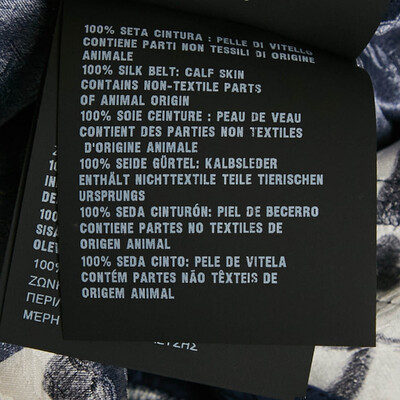 100% SETA CINTURA : PELLE DI VITELLO
CONTIENE PARTI NON TESSILI DI ORIGINE
ANIMALE
100% SILK BELT: CALF SKIN
CONTAINS NON-TEXTILE PARTS
OF ANIMAL ORIGIN
100% SOIE CEINTURE : PEAU DE VEAU
CONTIENT DES PARTIES NON TEXTILES
D'ORIGINE ANIMALE
100% SEIDE GÜRTEL: KALBSLEDER
ENTHÄLT NICHTTEXTILE TEILE TIERISCHEN
URSPRUNGS
100% SEDA CINTURÓN: PIEL DE BECERRO
CONTIENE PARTES NO TEXTILES DE
ORIGEN ANIMAL
100% SEDA CINTO: PELE DE VITELA
CONTÉM PARTES NÃO TÊXTEIS DE
ORIGEM ANIMAL
100%